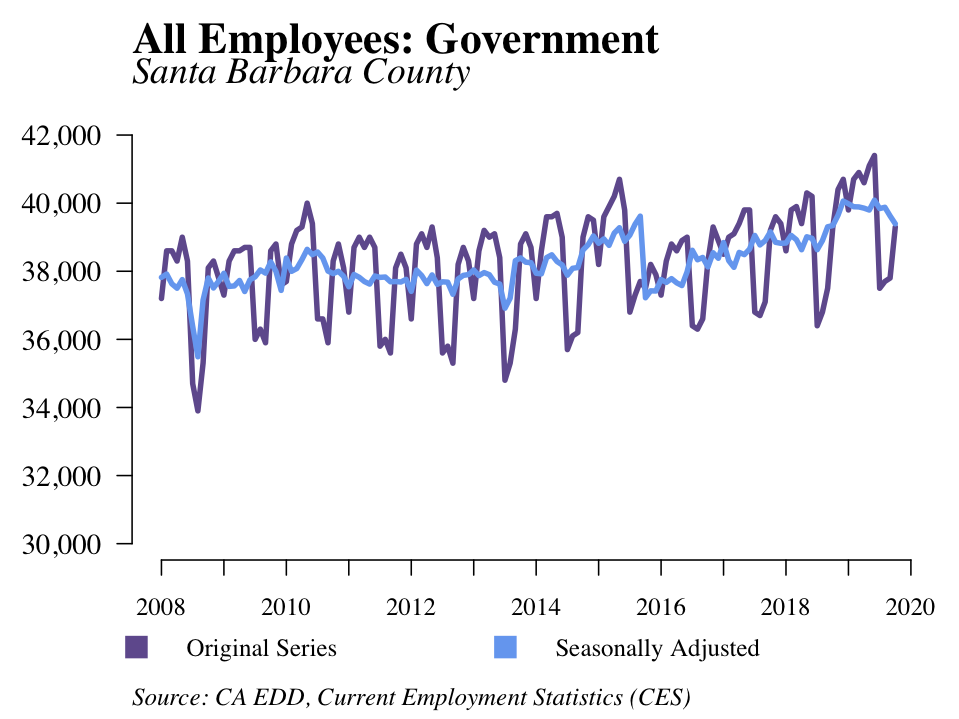 All Employees: Government
Santa Barbara County
42,000
40,000
38,000
36,000
34,000
32,000
30,000
2008 2010 2012 2014 2016 2018 2020
Original Series Seasonally Adjusted
Source: CA EDD, Current Employment Statistics (CES)